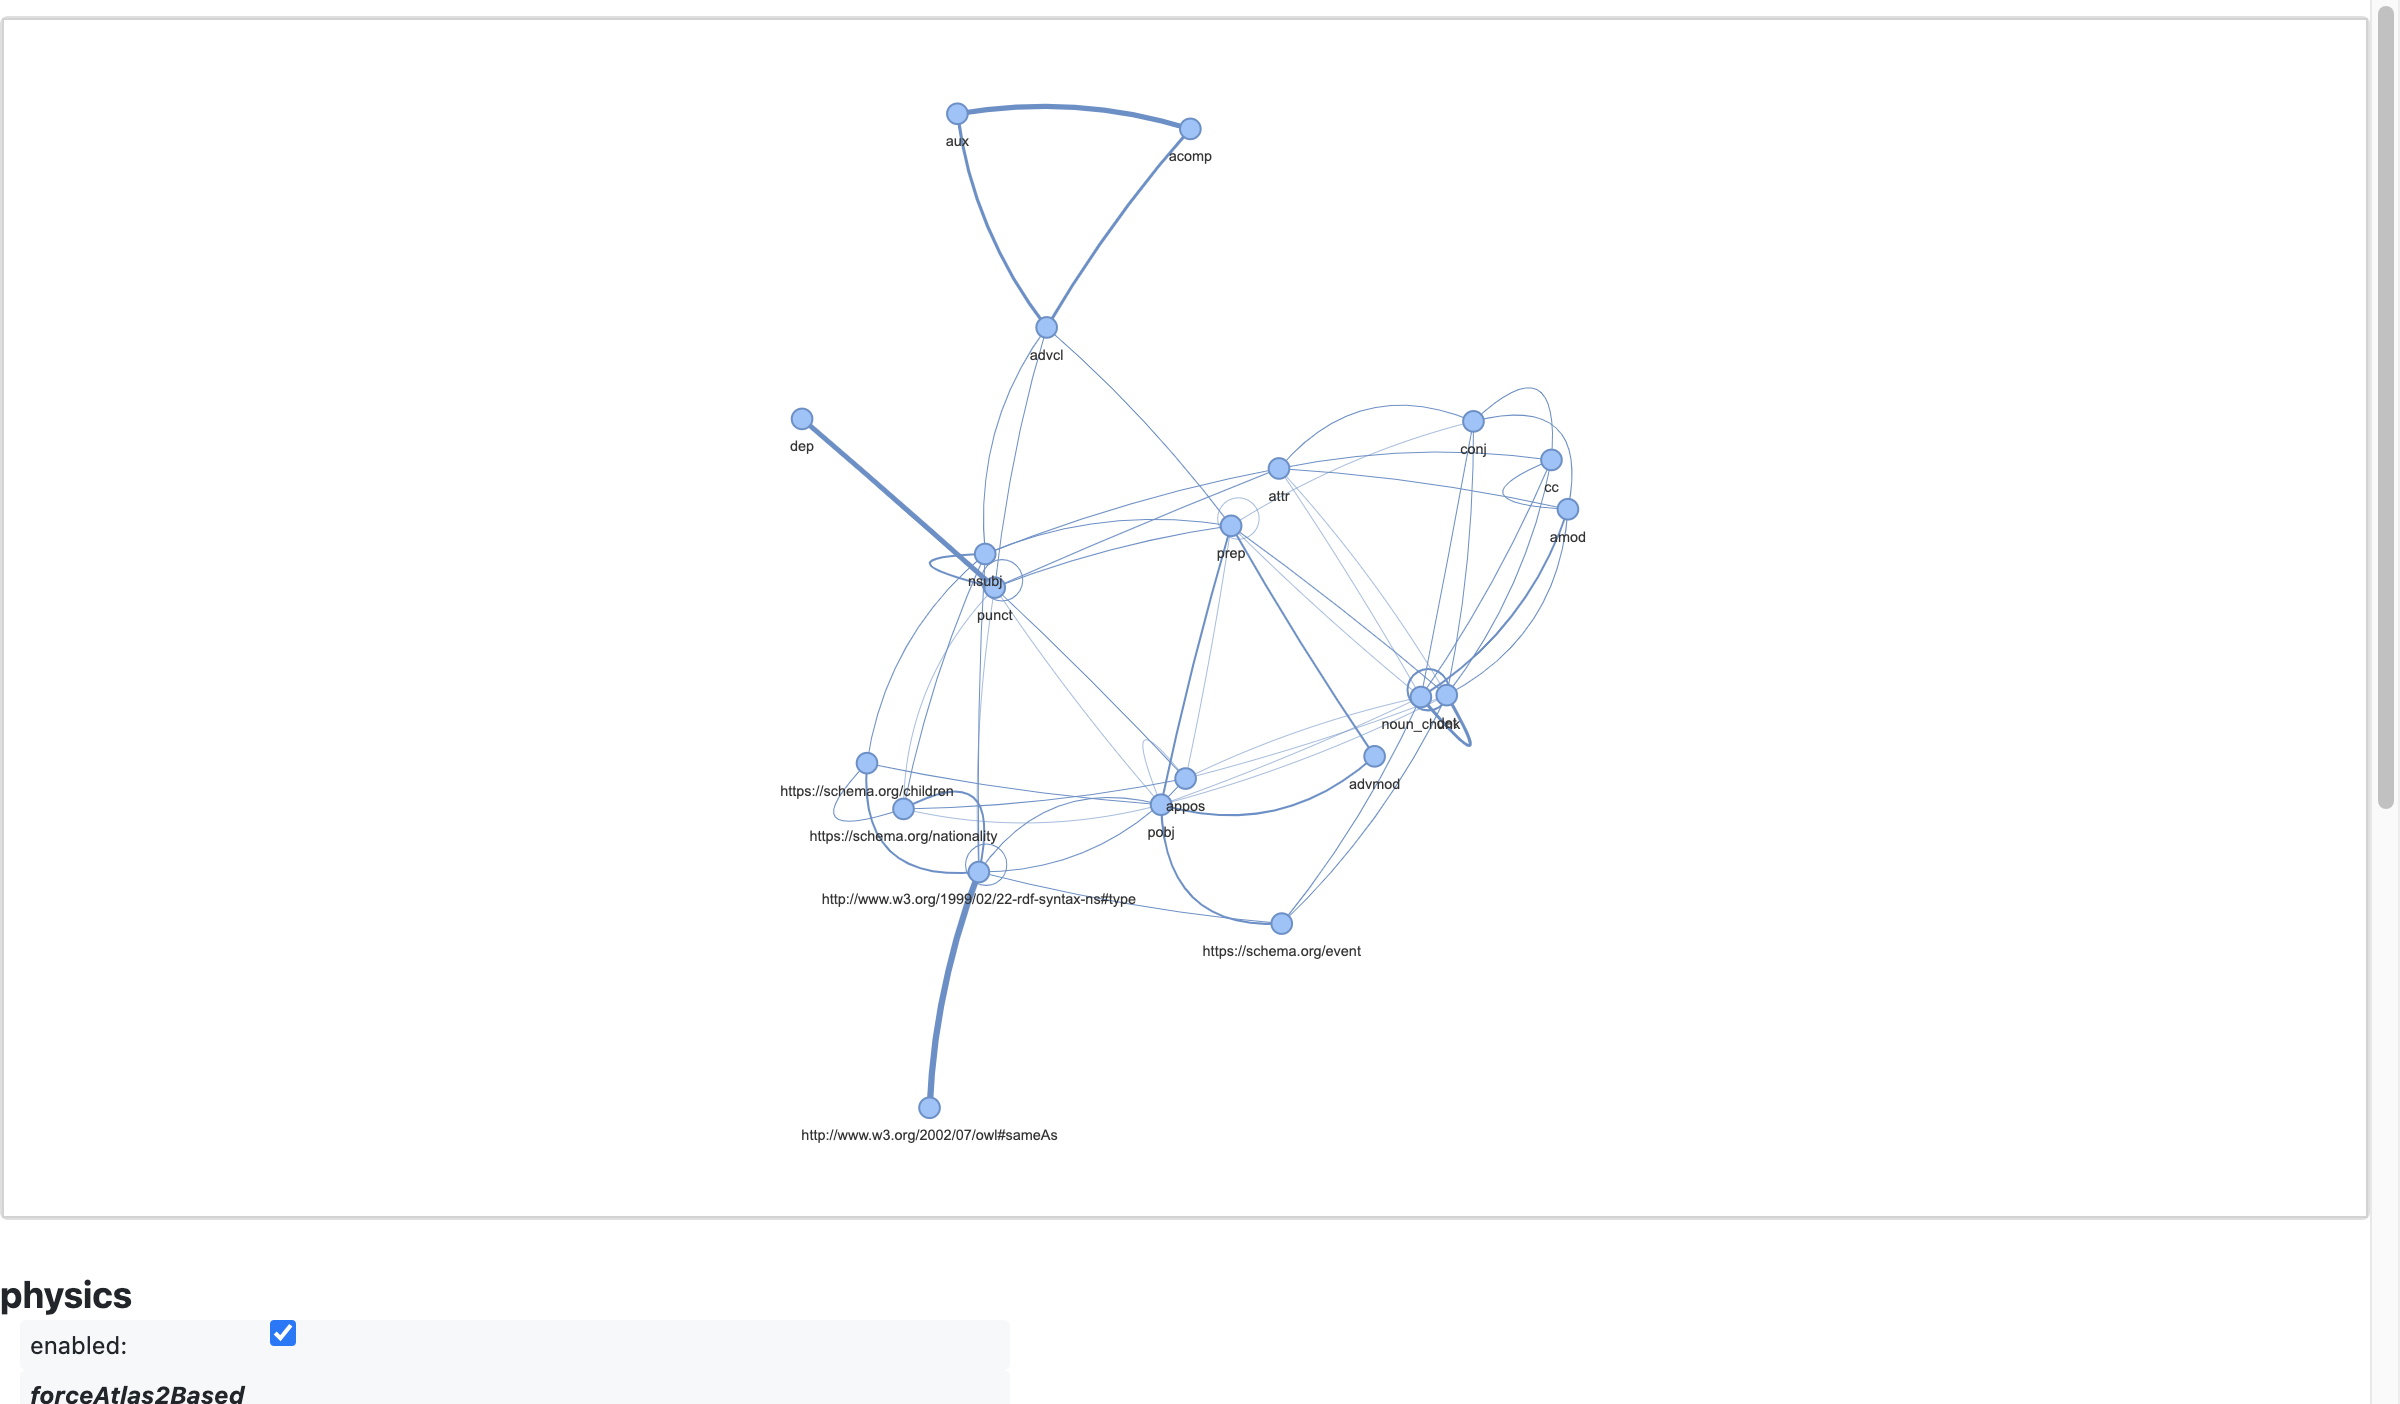 aux
acomp
advcl
dep
conj
cc
attr
amod
prep
nsubj
punct
noun_chunk
det
advmod
https://schema.org/children
appos
https://schema.org/nationality
pobj
http://www.w3.org/1999/02/22-rdf-syntax-ns#type
https://schema.org/event
http://www.w3.org/2002/07/owl#sameAs
physics
enabled:
forceAtlas2Based